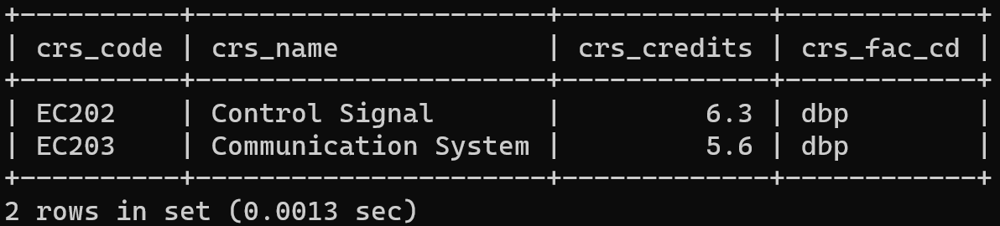 +----------+----------------------+-------------+------------+
| crs_code | crs_name             | crs_credits | crs_fac_cd |
+----------+----------------------+-------------+------------+
| EC202    | Control Signal       |         6.3 | dbp        |
| EC203    | Communication System |         5.6 | dbp        |
+----------+----------------------+-------------+------------+
2 rows in set (0.0013 sec)